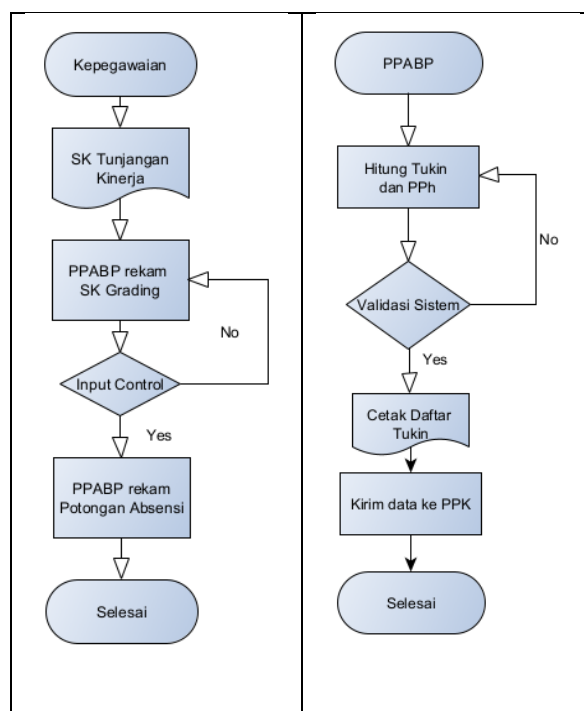 Kepegawaian
SK Tunjangan
Kinerja
PPABP rekam
SK Grading
No
Input Control
Yes
PPABP rekam
Potongan Absensi
Selesai
PPABP
Hitung Tukin
dan PPh
No
Validasi Sistem
Yes
Cetak Daftar
Tukin
Kirim data ke PPK
Selesai